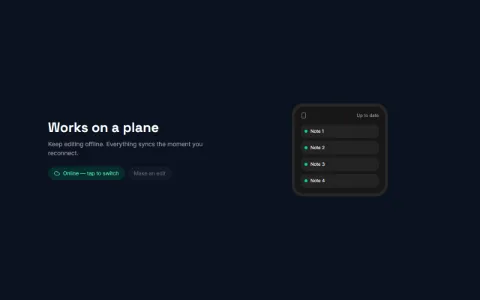 Works on a plane
Keep editing offline. Everything syncs the moment you
reconnect.
Online — tap to switch
Make an edit
Up to date
Note 1
Note 2
Note 3
Note 4